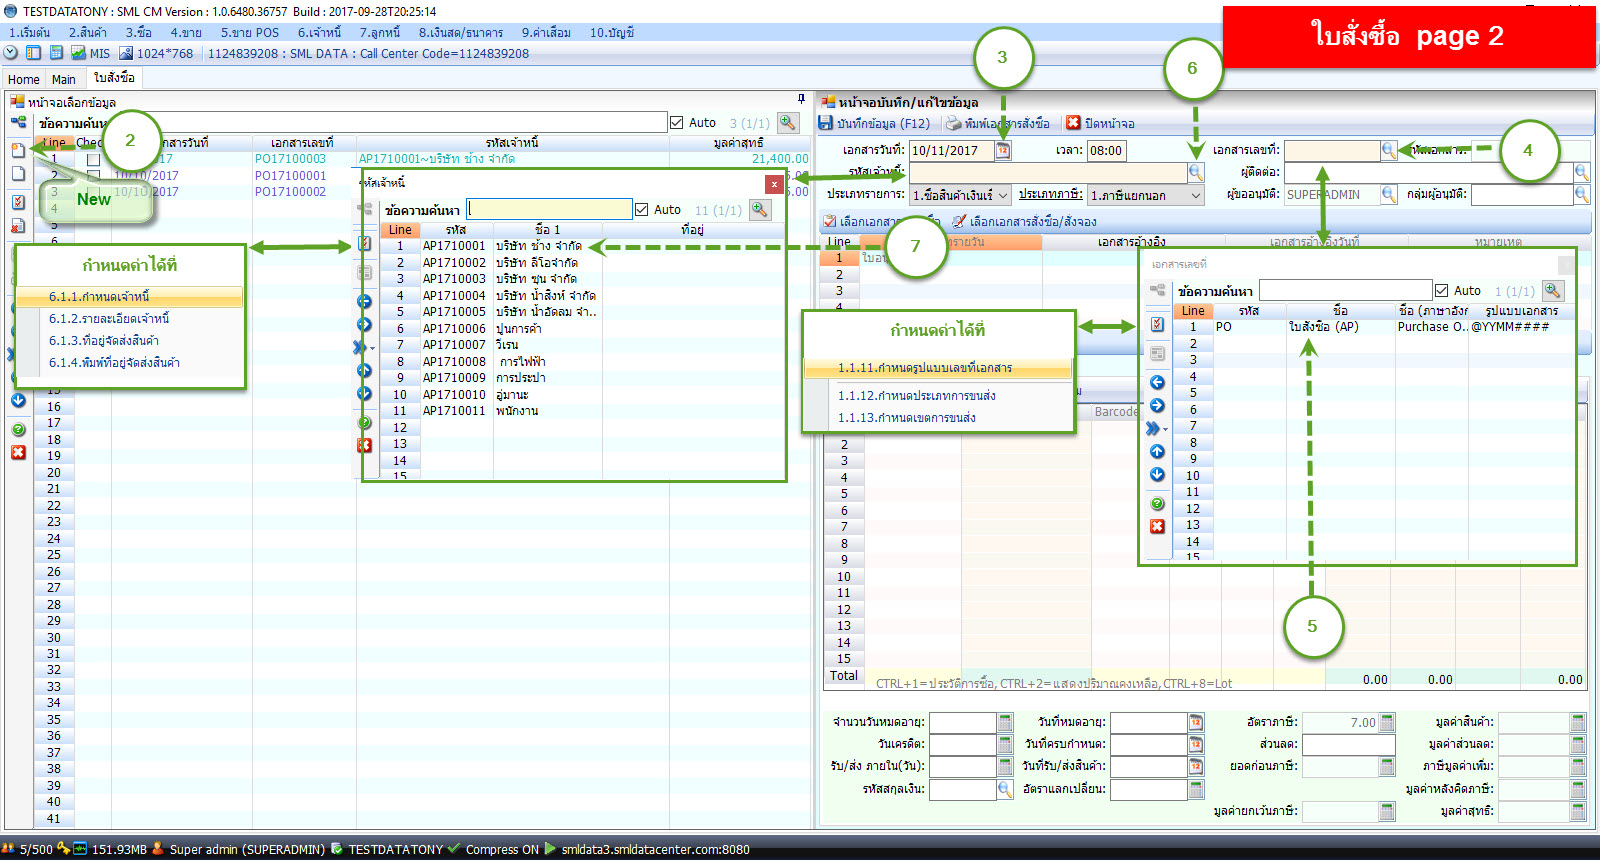 TESTDATATONY : SML CM Version : 1.0.6480.36757  Build : 2017-09-28T20:25:14
ใบสั่งซื้อ  page 2
1.เริ่มต้น 2.สินค้า 3.ซื้อ 4.ขาย 5.ขาย POS 6.เจ้าหนี้ 7.ลูกหนี้ 8.เงินสด/ธนาคาร 9.ค่าเสื่อม 10.บัญชี
MIS 1024*768 1124839208 : SML DATA : Call Center Code=1124839208
Home Main ใบสั่งซื้อ
หน้าจอเลือกข้อมูล
ข้อความค้นหา Auto 3 (1/1)
Line เอกสารเลขที่ รหัสเจ้าหนี้ มูลค่าสุทธิ
1 PO17100003 AP1710001~บริษัท ช้าง จำกัด 21,400.00
2 10/10/2017 PO17100001
3 10/10/2017 PO17100002
4
5
6
2
New
กำหนดค่าได้ที่
6.1.1.กำหนดเจ้าหนี้
6.1.2.รายละเอียดเจ้าหนี้
6.1.3.ที่อยู่จัดส่งสินค้า
6.1.4.พิมพ์ที่อยู่จัดส่งสินค้า
15
16
17
18
19
20
21
22
23
24
25
26
27
28
29
30
31
32
33
34
35
36
37
38
39
40
41
รหัสเจ้าหนี้
x
ข้อความค้นหา Auto 11 (1/1)
Line รหัส ชื่อ 1 ที่อยู่
1 AP1710001 บริษัท ช้าง จำกัด
2 AP1710002 บริษัท ลีโอจำกัด
3 AP1710003 บริษัท ซุน จำกัด
4 AP1710004 บริษัท น้ำสิงห์ จำกัด
5 AP1710005 บริษัท น้ำอัดลม จำ..
6 AP1710006 ปูนการค้า
7 AP1710007 วีเรน
8 AP1710008 การไฟฟ้า
9 AP1710009 การประปา
10 AP1710010 อู่มานะ
11 AP1710011 พนักงาน
12
13
14
15
7
3
6
4
5
หน้าจอบันทึก/แก้ไขข้อมูล
บันทึกข้อมูล (F12) พิมพ์เอกสารสั่งซื้อ ปิดหน้าจอ
เอกสารวันที่: 10/11/2017 12 เวลา: 08:00 เอกสารเลขที่: รหัสเอกสาร:
รหัสเจ้าหนี้: ผู้ติดต่อ:
ประเภทรายการ: 1.ซื้อสินค้าเงินเชื่ ประเภทภาษี: 1.ภาษีแยกนอก ผู้ขออนุมัติ: SUPERADMIN กลุ่มผู้อนุมัติ:
เลือกเอกสารสั่งซื้อ/สั่งจอง
Line เอกสารอ้างอิง เอกสารอ้างอิงวันที่ หมายเหตุ
1
2
3
4
กำหนดค่าได้ที่
1.1.11.กำหนดรูปแบบเลขที่เอกสาร
1.1.12.กำหนดประเภทการขนส่ง
1.1.13.กำหนดเขตการขนส่ง
เอกสารเลขที่
ข้อความค้นหา Auto 1 (1/1)
Line รหัส ชื่อ ชื่อ (ภาษาอังก รูปแบบเอกสาร
1 PO ใบสั่งซื้อ (AP) Purchase O.. @YYMM####
2
3
4
5
6
7
8
9
10
11
12
13
14
15
Barcode
2
3
4
5
6
7
8
9
10
11
12
13
14
15
Total CTRL+1=ประวัติการซื้อ, CTRL+2=แสดงปริมาณคงเหลือ, CTRL+8=Lot 0.00 0.00 0.00
จำนวนวันหมดอายุ: วันที่หมดอายุ: 12 อัตราภาษี: 7.00 มูลค่าสินค้า:
วันเครดิต: วันที่ครบกำหนด: 12 ส่วนลด: มูลค่าส่วนลด:
รับ/ส่ง ภายใน(วัน): วันที่รับ/ส่งสินค้า: 12 ยอดก่อนภาษี: ภาษีมูลค่าเพิ่ม:
รหัสสกุลเงิน: อัตราแลกเปลี่ยน: มูลค่าหลังคิดภาษี:
มูลค่ายกเว้นภาษี: มูลค่าสุทธิ:
5/500 151.93MB Super admin (SUPERADMIN) TESTDATATONY Compress ON smldata3.smldatacenter.com:8080